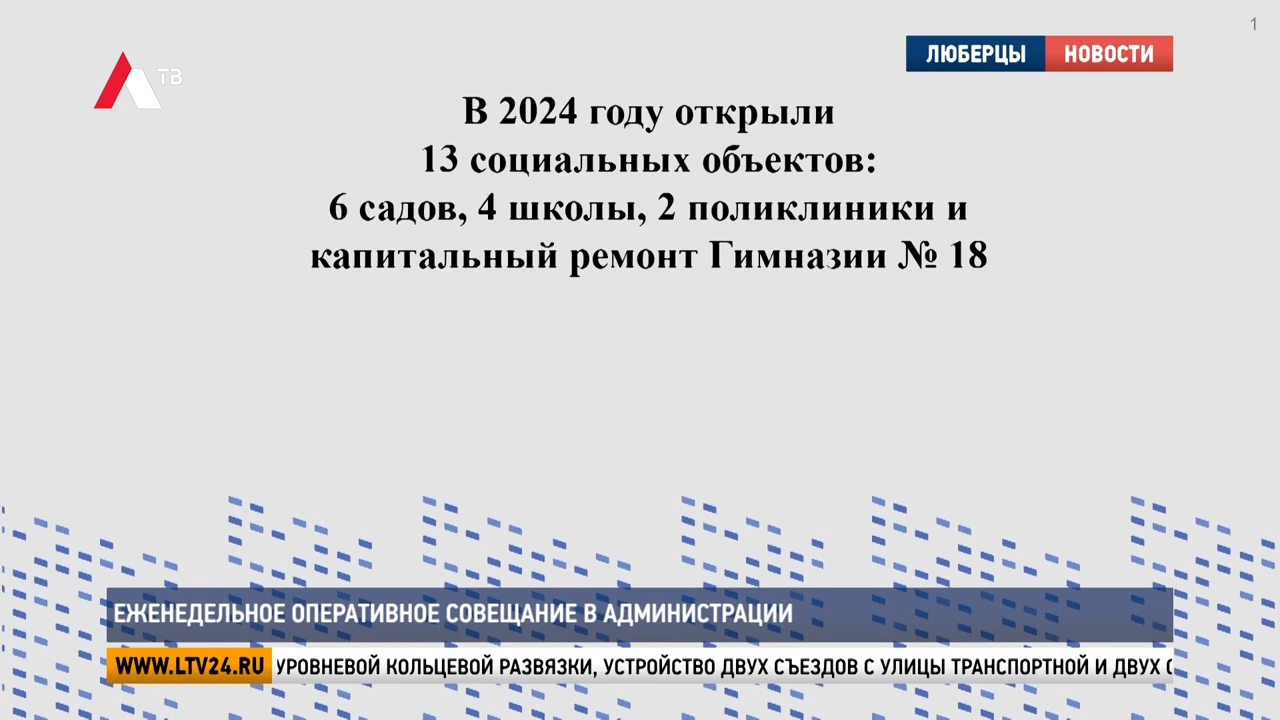 1
ТВ
ЛЮБЕРЦЫ НОВОСТИ
В 2024 году открыли
13 социальных объектов:
6 садов, 4 школы, 2 поликлиники и
капитальный ремонт Гимназии № 18
ЕЖЕНЕДЕЛЬНОЕ ОПЕРАТИВНОЕ СОВЕЩАНИЕ В АДМИНИСТРАЦИИ
WWW.LTV24.RU УРОВНЕВОЙ КОЛЬЦЕВОЙ РАЗВЯЗКИ, УСТРОЙСТВО ДВУХ СЪЕЗДОВ С УЛИЦЫ ТРАНСПОРТНОЙ И ДВУХ